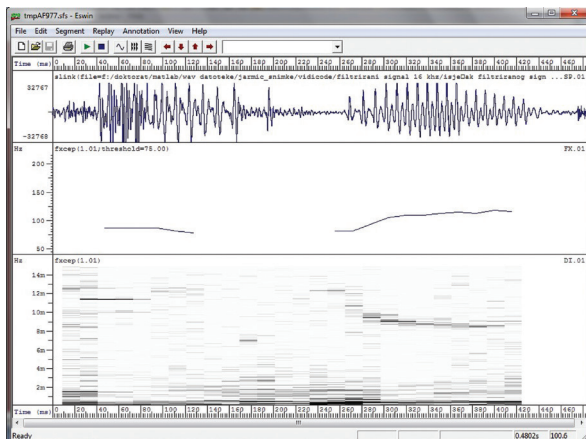 tmpAF977.sfs - Eswin
File Edit Segment Replay Annotation View Help
Time (ms) 0 20 40 60 80 100 120 140 160 180 200 220 240 260 280 300 320 340 360 380 400 420 440 460
slink(file=f:/doktorat/matlab/wav datoteke/jarmic_snimke/vidicode/filtrirani signal 16 khz/isječak filtriranog sign ...SP.01
32767
-32768
Hz fxcep(1.01/threshold=75.00) FX.01
200
150
100
50
Hz fxcep(1.01) DI.01
14m
12m
10m
8m
6m
4m
2m
Time (ms) 0 20 40 60 80 100 120 140 160 180 200 220 240 260 280 300 320 340 360 380 400 420 440 460
Ready 0.4802s 100.6